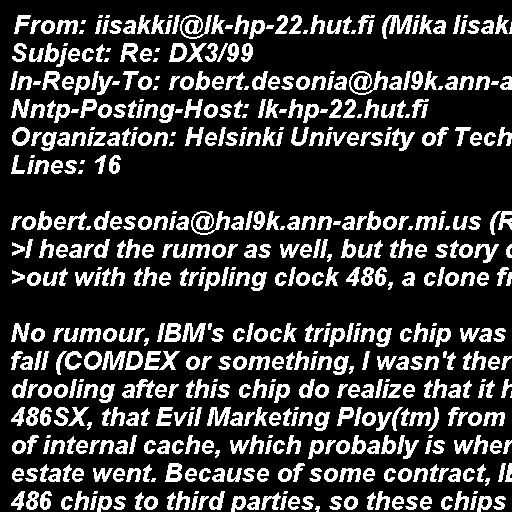 From: iisakkil@lk-hp-22.hut.fi (Mika Iisak
Subject: Re: DX3/99
In-Reply-To: robert.desonia@hal9k.ann-a
Nntp-Posting-Host: lk-hp-22.hut.fi
Organization: Helsinki University of Tech
Lines: 16

robert.desonia@hal9k.ann-arbor.mi.us (R
>I heard the rumor as well, but the story
>out with the tripling clock 486, a clone f

No rumour, IBM's clock tripling chip was
fall (COMDEX or something, I wasn't ther
drooling after this chip do realize that it h
486SX, that Evil Marketing Ploy(tm) from
of internal cache, which probably is wher
estate went. Because of some contract, I
486 chips to third parties, so these chips